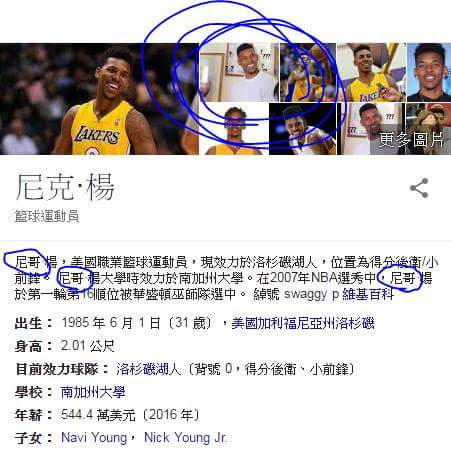 LAKERS
???
???
更多圖片
尼克·楊
籃球運動員
尼哥 楊，美國職業籃球運動員，現效力於洛杉磯湖人，位置為得分後衛/小
前鋒。 尼哥 楊大學時效力於南加州大學。在2007年NBA選秀中，尼哥 楊
於第一輪第16順位被華盛頓巫師隊選中。 綽號 swaggy p 維基百科
出生： 1985 年 6 月 1 日（31 歲），美國加利福尼亞州洛杉磯
身高： 2.01 公尺
目前效力球隊： 洛杉磯湖人（背號 0，得分後衛、小前鋒）
學校： 南加州大學
年薪： 544.4 萬美元（2016 年）
子女： Navi Young， Nick Young Jr.